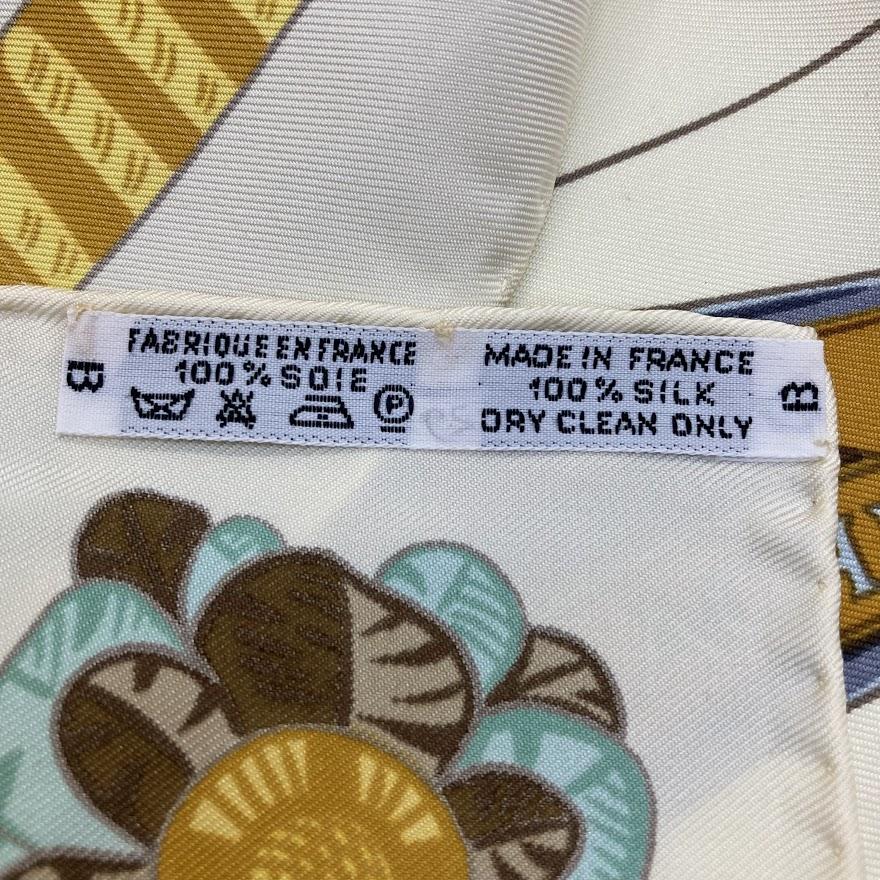 B
FABRIQUE EN FRANCE
100% SOIE
P
MADE IN FRANCE
100% SILK
DRY CLEAN ONLY
B